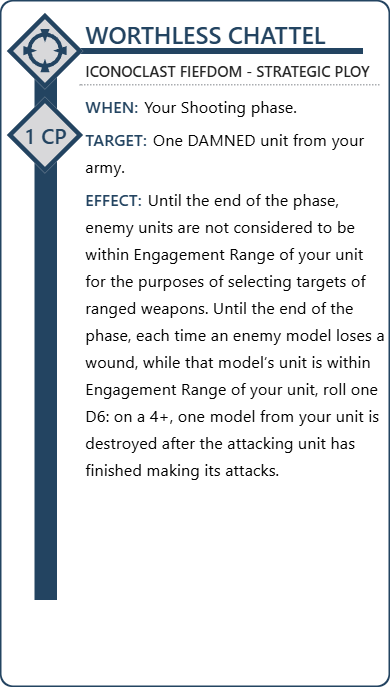 WORTHLESS CHATTEL
ICONOCLAST FIEFDOM - STRATEGIC PLOY
WHEN: Your Shooting phase.
1 CP
TARGET: One DAMNED unit from your
army.
EFFECT: Until the end of the phase,
enemy units are not considered to be
within Engagement Range of your unit
for the purposes of selecting targets of
ranged weapons. Until the end of the
phase, each time an enemy model loses a
wound, while that model's unit is within
Engagement Range of your unit, roll one
D6: on a 4+, one model from your unit is
destroyed after the attacking unit has
finished making its attacks.